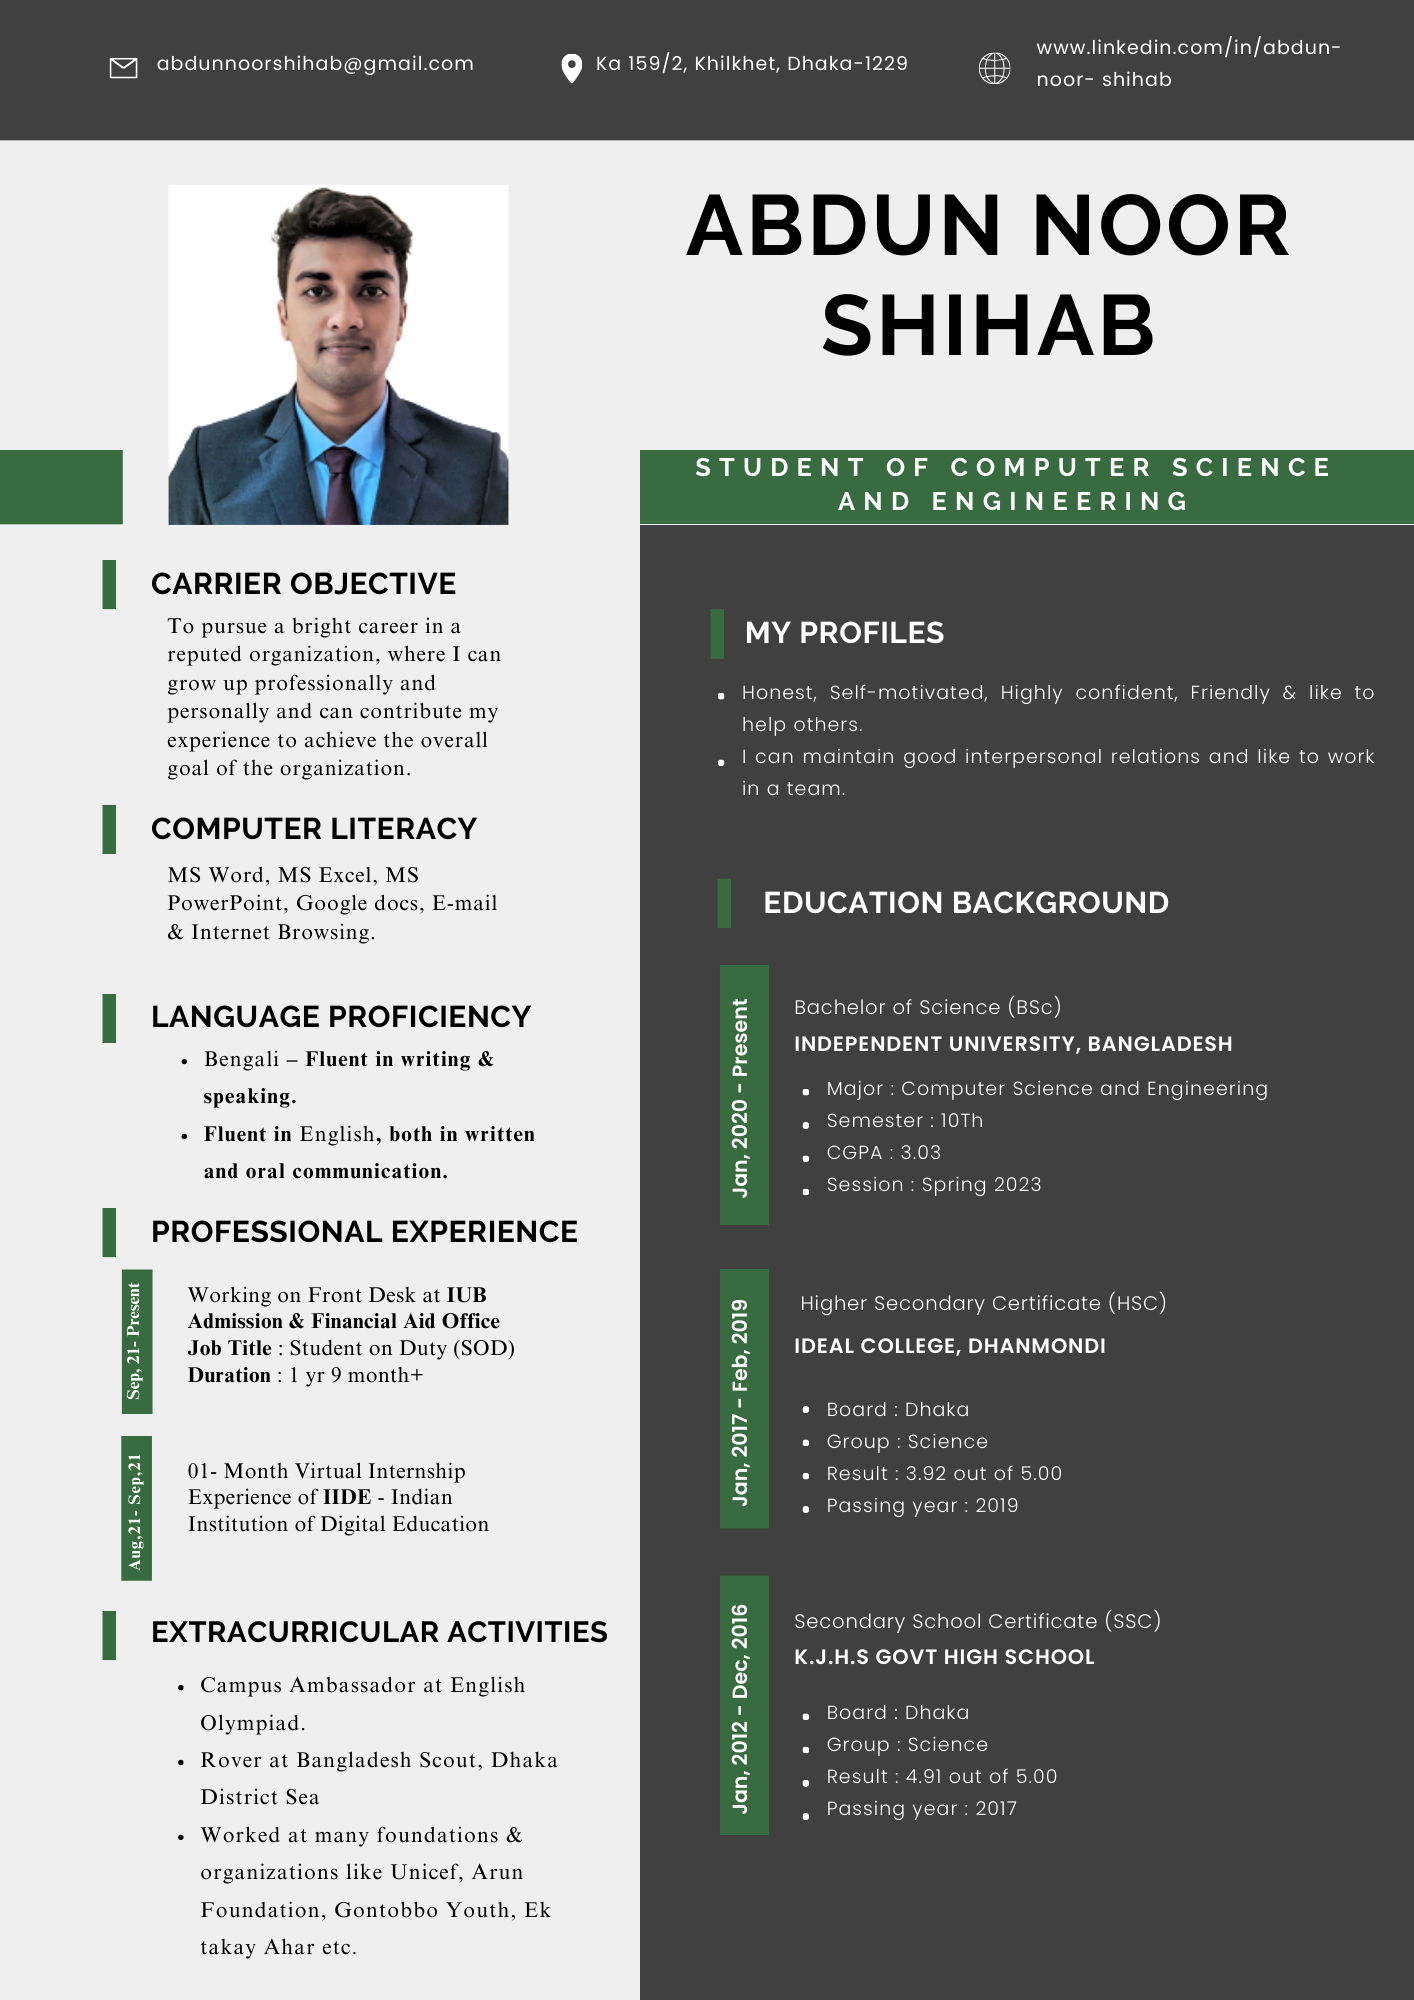 abdunnoorshihab@gmail.com
Ka 159/2, Khilkhet, Dhaka-1229
www.linkedin.com/in/abdun-
noor- shihab
ABDUN NOOR
SHIHAB
STUDENT OF COMPUTER SCIENCE
AND ENGINEERING
CARRIER OBJECTIVE
To pursue a bright career in a
reputed organization, where I can
grow up professionally and
personally and can contribute my
experience to achieve the overall
goal of the organization.
COMPUTER LITERACY
MS Word, MS Excel, MS
PowerPoint, Google docs, E-mail
& Internet Browsing.
LANGUAGE PROFICIENCY
• Bengali – Fluent in writing &
speaking.
• Fluent in English, both in written
and oral communication.
PROFESSIONAL EXPERIENCE
Sep, 21- Present
Working on Front Desk at IUB
Admission & Financial Aid Office
Job Title : Student on Duty (SOD)
Duration : 1 yr 9 month+
Aug,21- Sep,21
01- Month Virtual Internship
Experience of IIDE - Indian
Institution of Digital Education
EXTRACURRICULAR ACTIVITIES
• Campus Ambassador at English
Olympiad.
• Rover at Bangladesh Scout, Dhaka
District Sea
• Worked at many foundations &
organizations like Unicef, Arun
Foundation, Gontobbo Youth, Ek
takay Ahar etc.
MY PROFILES
• Honest, Self-motivated, Highly confident, Friendly & like to
help others.
• I can maintain good interpersonal relations and like to work
in a team.
EDUCATION BACKGROUND
Jan, 2020 - Present
Bachelor of Science (BSc)
INDEPENDENT UNIVERSITY, BANGLADESH
• Major : Computer Science and Engineering
• Semester : 10Th
• CGPA : 3.03
• Session : Spring 2023
Jan, 2017 - Feb, 2019
Higher Secondary Certificate (HSC)
IDEAL COLLEGE, DHANMONDI
• Board : Dhaka
• Group : Science
• Result : 3.92 out of 5.00
• Passing year : 2019
Jan, 2012 - Dec, 2016
Secondary School Certificate (SSC)
K.J.H.S GOVT HIGH SCHOOL
• Board : Dhaka
• Group : Science
• Result : 4.91 out of 5.00
• Passing year : 2017